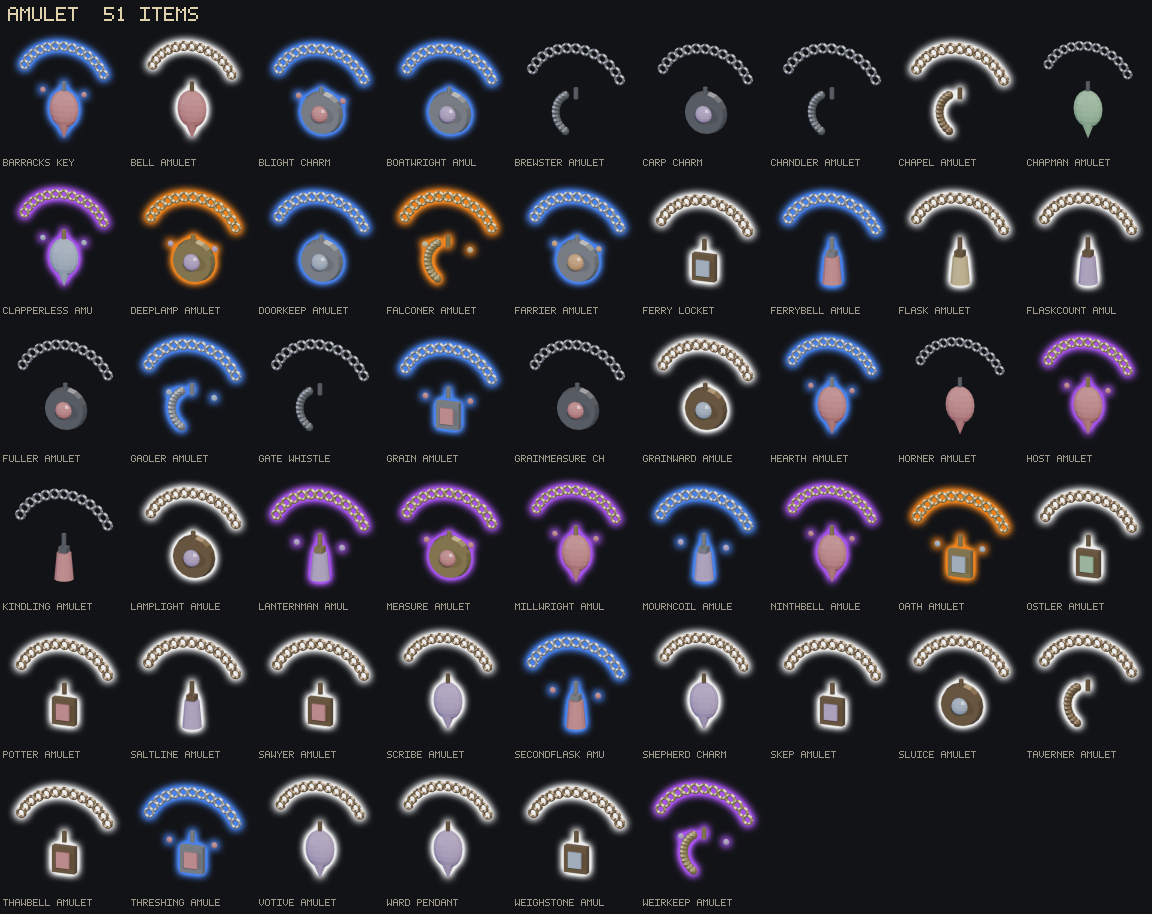 AMULET 51 ITEMS
BARRACKS KEY BELL AMULET BLIGHT CHARM BOATWRIGHT AMUL BREWSTER AMULET CARP CHARM CHANDLER AMULET CHAPEL AMULET CHAPMAN AMULET
CLAPPERLESS AMU DEEPLAMP AMULET DOORKEEP AMULET FALCONER AMULET FARRIER AMULET FERRY LOCKET FERRYBELL AMULE FLASK AMULET FLASKCOUNT AMUL
FULLER AMULET GAOLER AMULET GATE WHISTLE GRAIN AMULET GRAINMEASURE CH GRAINWARD AMULE HEARTH AMULET HORNER AMULET HOST AMULET
KINDLING AMULET LAMPLIGHT AMULE LANTERNMAN AMUL MEASURE AMULET MILLWRIGHT AMUL MOURNCOIL AMULE NINTHBELL AMULE OATH AMULET OSTLER AMULET
POTTER AMULET SALTLINE AMULET SAWYER AMULET SCRIBE AMULET SECONDFLASK AMU SHEPHERD CHARM SKEP AMULET SLUICE AMULET TAVERNER AMULET
THAWBELL AMULET THRESHING AMULE VOTIVE AMULET WARD PENDANT WEIGHSTONE AMUL WEIRKEEP AMULET